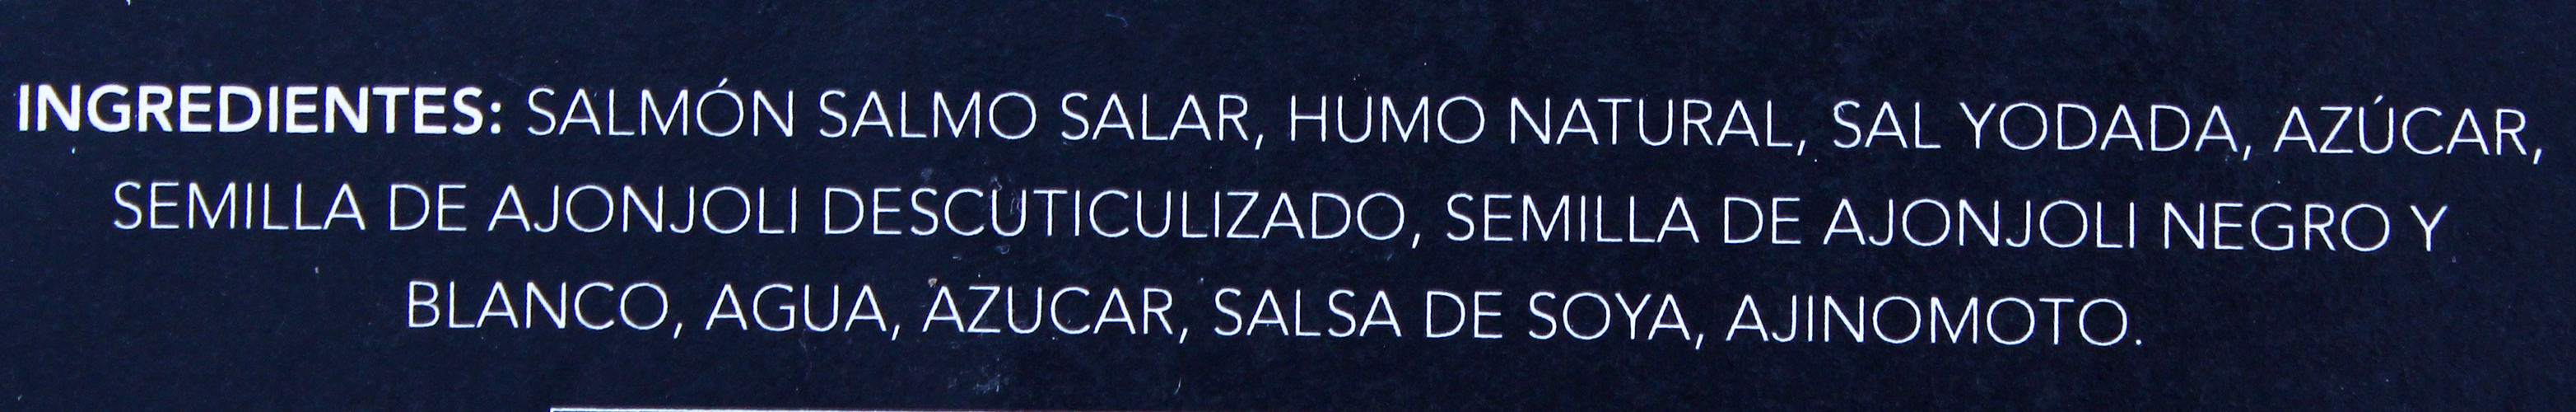 INGREDIENTES: SALMÓN SALMO SALAR, HUMO NATURAL, SAL YODADA, AZÚCAR,
SEMILLA DE AJONJOLI DESCUTICULIZADO, SEMILLA DE AJONJOLI NEGRO Y
BLANCO, AGUA, AZUCAR, SALSA DE SOYA, AJINOMOTO.